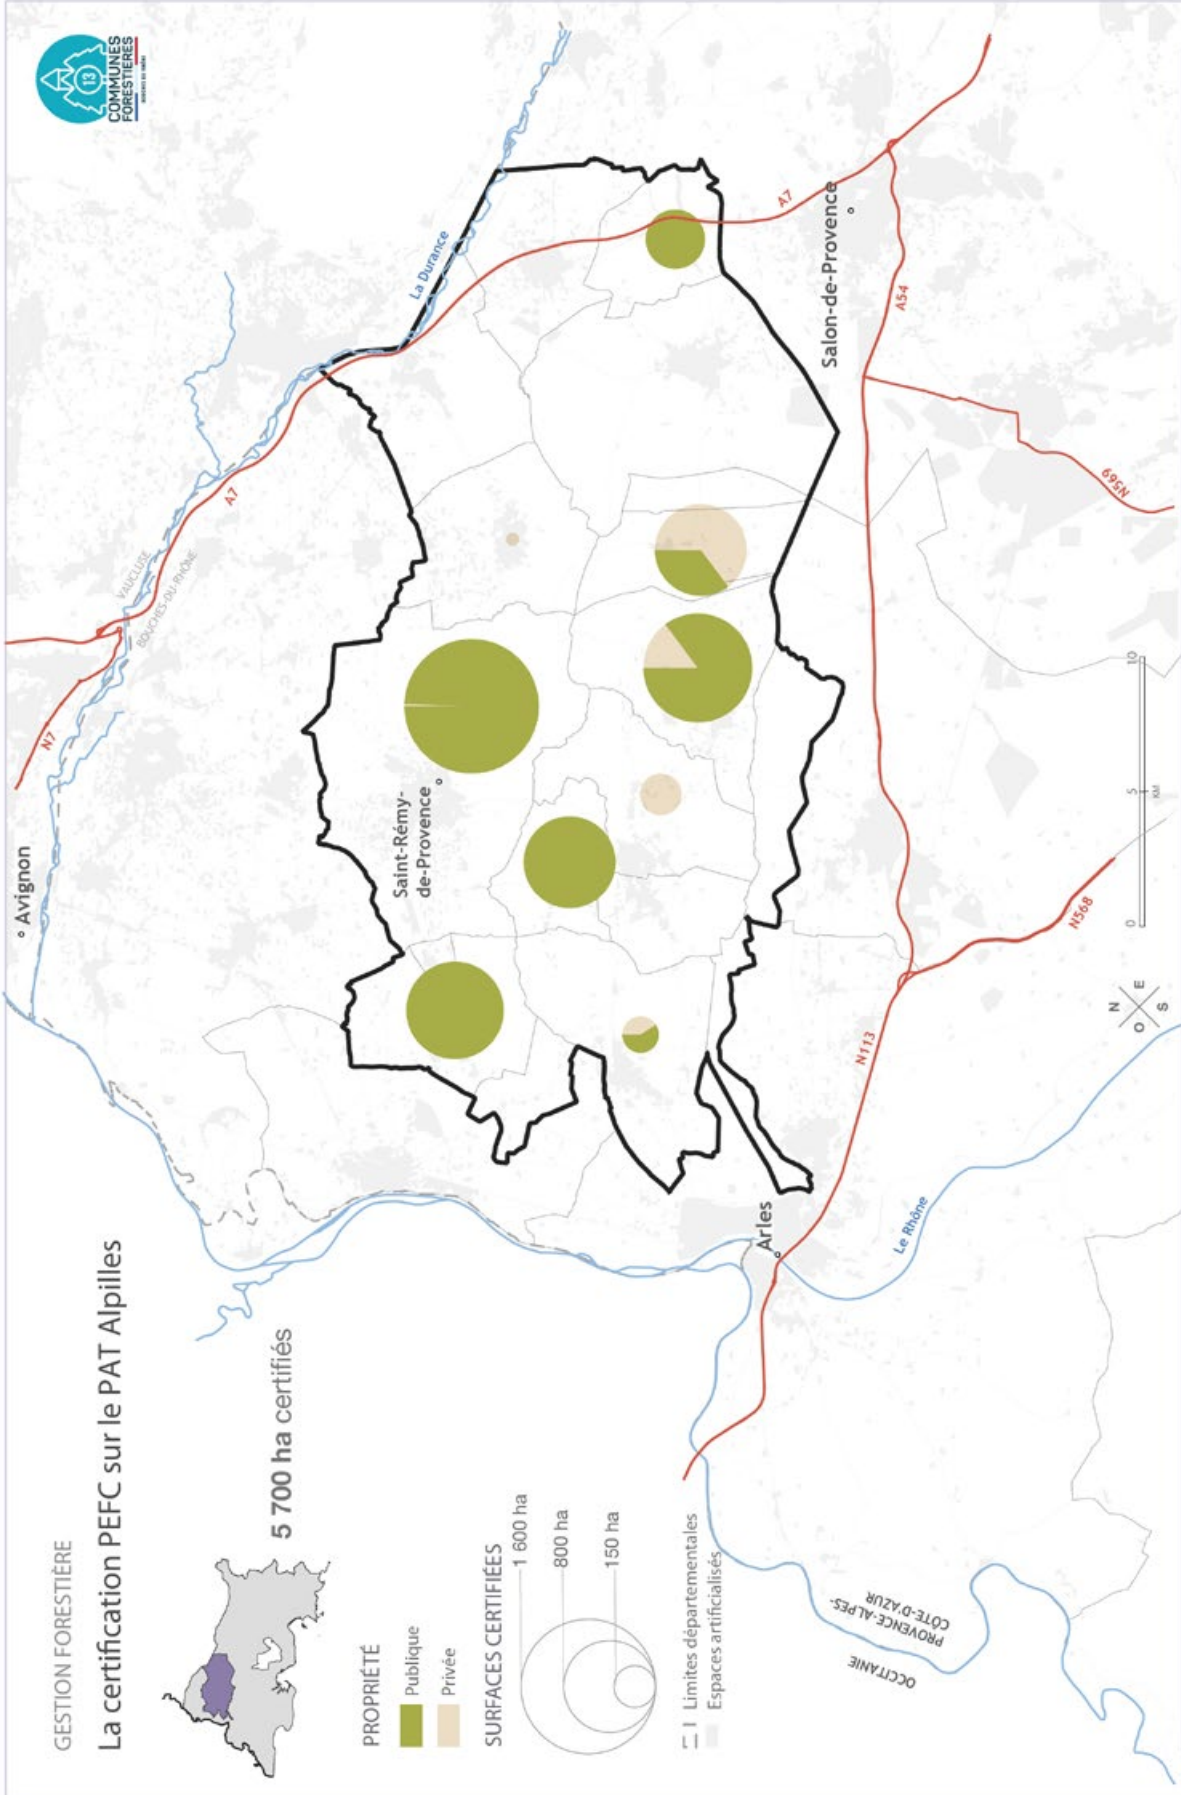 GESTION FORESTIÈRE
La certification PEFC sur le PAT Alpilles
5 700 ha certifiés
PROPRIÉTÉ
Publique
Privée
SURFACES CERTIFIÉES
1 600 ha
800 ha
150 ha
Limites départementales
Espaces artificialisés
13
COMMUNES
FORESTIÈRES
BOUCHES DU RHÔNE
Avignon
N7
VAUCLUSE
BOUCHES-DU-RHÔNE
A7
La Durance
Saint-Rémy-
de-Provence
A7
Salon-de-Provence
A54
N569
Arles
N113
N568
Le Rhône
PROVENCE-ALPES-
CÔTE-D'AZUR
OCCITANIE
N
O E
S
0 5 10
KM